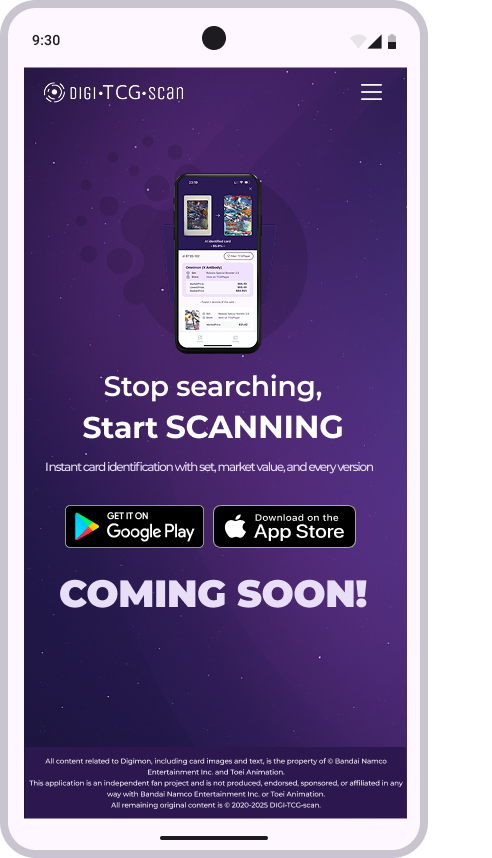 9:30
DIGI•TCG•scan
AI identified card
Stop searching,
Start SCANNING
Instant card identification with set, market value, and every version
GET IT ON
Google Play
Download on the
App Store
COMING SOON!
All content related to Digimon, including card images and text, is the property of © Bandai Namco
Entertainment Inc. and Toei Animation.
This application is an independent fan project and is not produced, endorsed, sponsored, or affiliated in any
way with Bandai Namco Entertainment Inc. or Toei Animation.
All remaining original content is © 2020-2025 DIGI-TCG-scan.